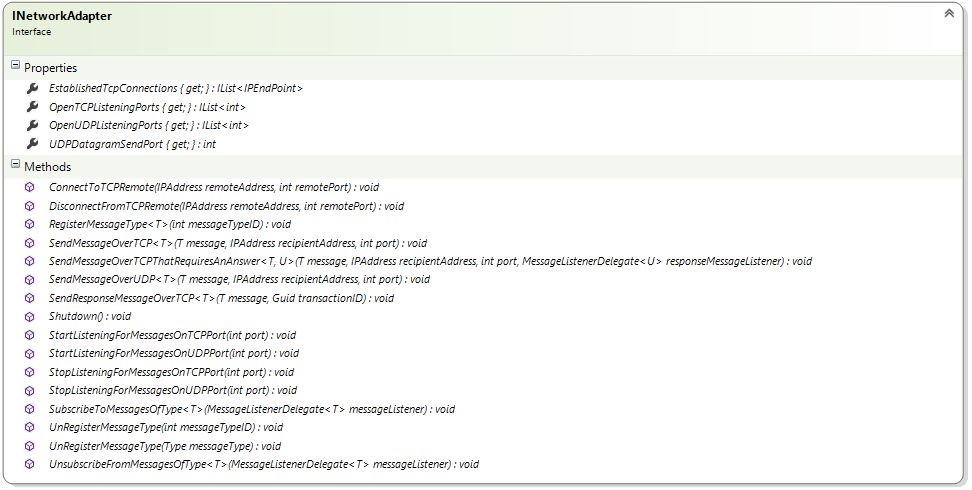 INetworkAdapter
Interface
Properties
EstablishedTcpConnections { get; } : IList<IPEndPoint>
OpenTCPListeningPorts { get; } : IList<int>
OpenUDPListeningPorts { get; } : IList<int>
UDPDatagramSendPort { get; } : int
Methods
ConnectToTCPRemote(IPAddress remoteAddress, int remotePort) : void
DisconnectFromTCPRemote(IPAddress remoteAddress, int remotePort) : void
RegisterMessageType<T>(int messageTypeID) : void
SendMessageOverTCP<T>(T message, IPAddress recipientAddress, int port) : void
SendMessageOverTCPThatRequiresAnAnswer<T, U>(T message, IPAddress recipientAddress, int port, MessageListenerDelegate<U> responseMessageListener) : void
SendMessageOverUDP<T>(T message, IPAddress recipientAddress, int port) : void
SendResponseMessageOverTCP<T>(T message, Guid transactionID) : void
Shutdown() : void
StartListeningForMessagesOnTCPPort(int port) : void
StartListeningForMessagesOnUDPPort(int port) : void
StopListeningForMessagesOnTCPPort(int port) : void
StopListeningForMessagesOnUDPPort(int port) : void
SubscribeToMessagesOfType<T>(MessageListenerDelegate<T> messageListener) : void
UnRegisterMessageType(int messageTypeID) : void
UnRegisterMessageType(Type messageType) : void
UnsubscribeFromMessagesOfType<T>(MessageListenerDelegate<T> messageListener) : void